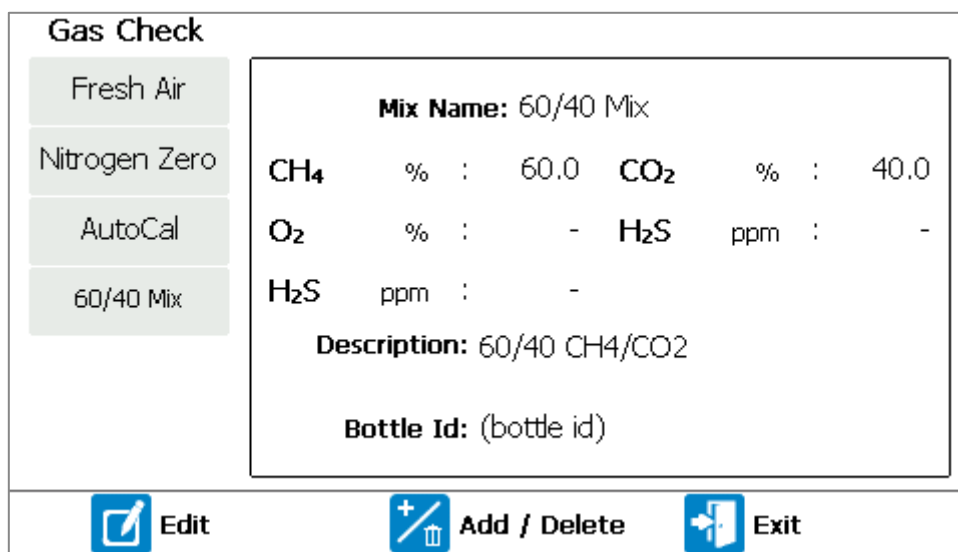 Gas Check
Fresh Air
Nitrogen Zero
AutoCal
60/40 Mix
Mix Name: 60/40 Mix
CH₄ % : 60.0 CO₂ % : 40.0
O₂ % : - H₂S ppm : -
H₂S ppm : -
Description: 60/40 CH4/CO2
Bottle Id: (bottle id)
Edit Add / Delete Exit